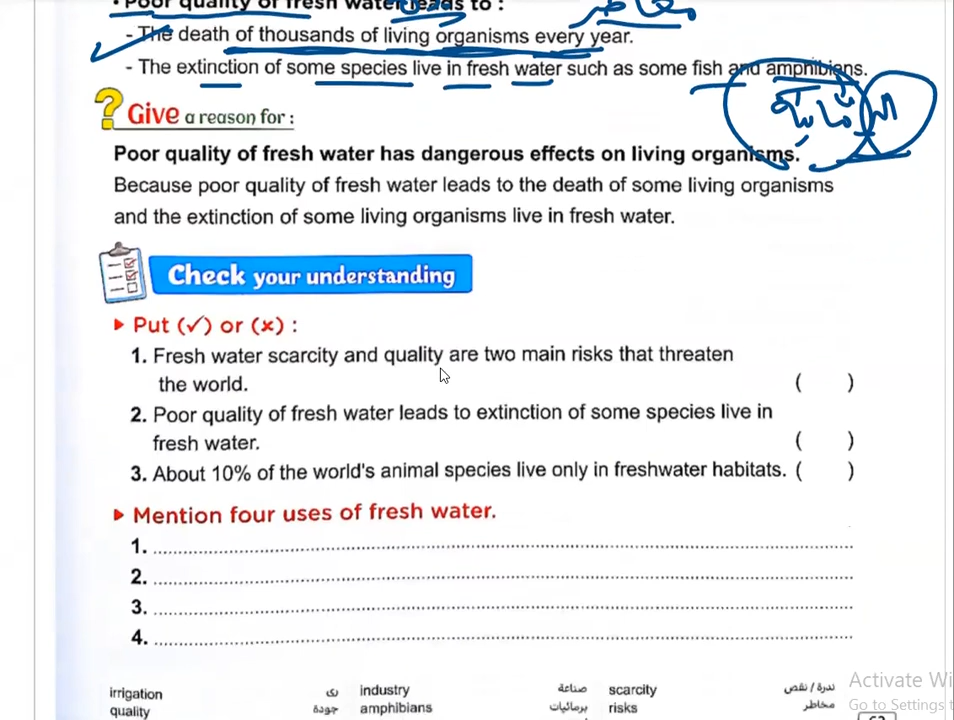 • Poor quality of fresh water leads to :
- The death of thousands of living organisms every year.
- The extinction of some species live in fresh water such as some fish and amphibians.
? Give a reason for :
Poor quality of fresh water has dangerous effects on living organisms.
Because poor quality of fresh water leads to the death of some living organisms
and the extinction of some living organisms live in fresh water.
Check your understanding
Put (✓) or (×) :
1. Fresh water scarcity and quality are two main risks that threaten
the world. ( )
2. Poor quality of fresh water leads to extinction of some species live in
fresh water. ( )
3. About 10% of the world's animal species live only in freshwater habitats. ( )
Mention four uses of fresh water.
1.
2.
3.
4.
irrigation رى industry صناعة scarcity ندرة / نقص
quality جودة amphibians برمائيات risks مخاطر
Activate Wi
Go to Settings t